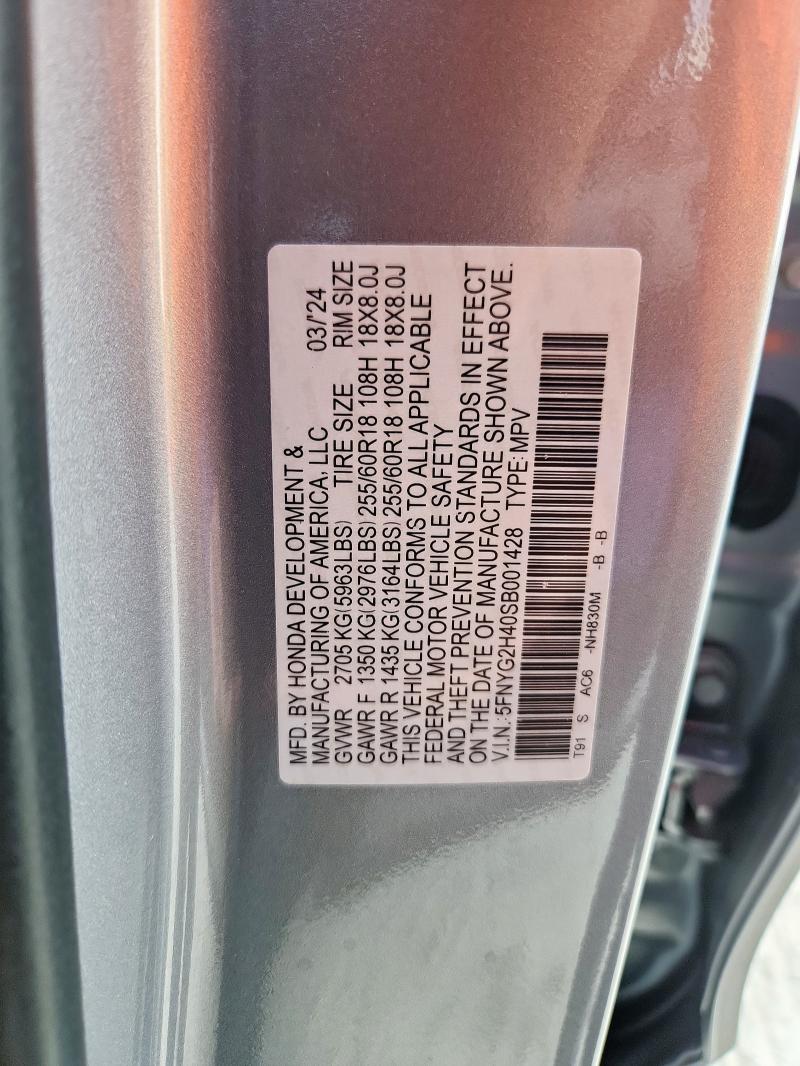 MFD. BY HONDA DEVELOPMENT &
MANUFACTURING OF AMERICA, LLC 03/'24
GVWR 2705 KG(5963LBS) TIRE SIZE RIM SIZE
GAWR F 1350 KG(2976LBS) 255/60R18 108H 18X8.0J
GAWR R 1435 KG(3164LBS) 255/60R18 108H 18X8.0J
THIS VEHICLE CONFORMS TO ALL APPLICABLE
FEDERAL MOTOR VEHICLE SAFETY
AND THEFT PREVENTION STANDARDS IN EFFECT
ON THE DATE OF MANUFACTURE SHOWN ABOVE.
V.I.N.:5FNYG2H40SB001428 TYPE:MPV
T91 S AC6 -NH830M -B -B